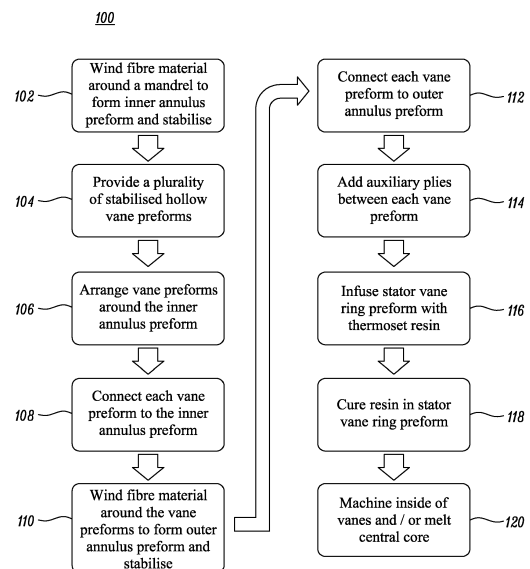 100
102
Wind fibre material
around a mandrel to
form inner annulus
preform and stabilise
104
Provide a plurality
of stabilised hollow
vane preforms
106
Arrange vane preforms
around the inner
annulus preform
108
Connect each vane
preform to the inner
annulus preform
110
Wind fibre material
around the vane
preforms to form outer
annulus preform and
stabilise
Connect each vane
preform to outer
annulus preform
112
Add auxiliary plies
between each vane
preform
114
Infuse stator vane
ring preform with
thermoset resin
116
Cure resin in stator
vane ring preform
118
Machine inside of
vanes and / or melt
central core
120